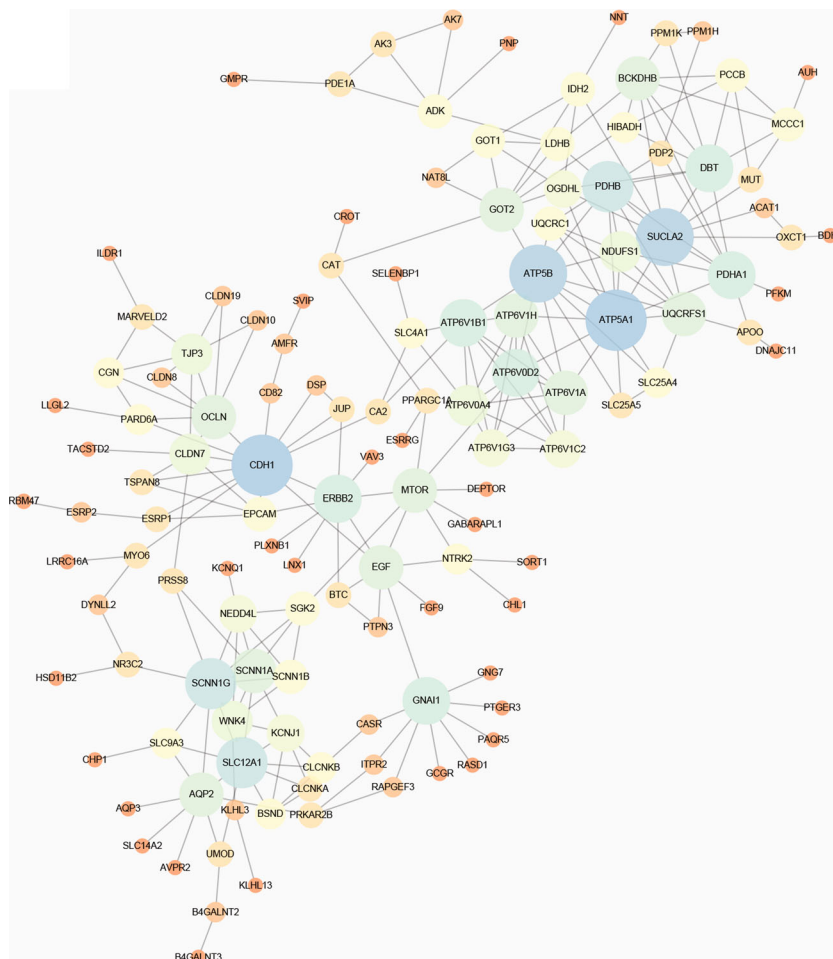 NNT
AK7
PPM1K
PPM1H
AK3
PNP
GMPR
PDE1A
BCKDHB
PCCB
AUH
IDH2
ADK
HIBADH
MCCC1
GOT1
LDHB
PDP2
DBT
NAT8L
OGDHL
PDHB
MUT
CROT
GOT2
ACAT1
UQCRC1
SUCLA2
OXCT1
ILDR1
CAT
NDUFS1
SELENBP1
ATP5B
PDHA1
CLDN19
SVIP
PFKM
MARVELD2
CLDN10
ATP6V1B1
ATP6V1H
ATP5A1
UQCRFS1
SLC4A1
APOO
AMFR
DNAJC11
TJP3
CGN
CLDN8
ATP6V0D2
SLC25A4
DSP
CD82
PPARGC1A
ATP6V1A
LLGL2
JUP
CA2
ATP6V0A4
SLC25A5
PARD6A
OCLN
ESRRG
TACSTD2
CLDN7
ATP6V1G3
ATP6V1C2
VAV3
CDH1
TSPAN8
MTOR
DEPTOR
RBM47
ERBB2
ESRP2
ESRP1
EPCAM
GABARAPL1
PLXNB1
MYO6
LRRC16A
KCNQ1
LNX1
EGF
NTRK2
SORT1
PRSS8
BTC
DYNLL2
NEDD4L
SGK2
FGF9
CHL1
PTPN3
NR3C2
SCNN1A
HSD11B2
SCNN1G
SCNN1B
GNG7
GNAI1
PTGER3
WNK4
CASR
KCNJ1
PAQR5
SLC9A3
CHP1
SLC12A1
CLCNKB
ITPR2
RASD1
GCGR
RAPGEF3
CLCNKA
AQP2
AQP3
KLHL3
BSND
PRKAR2B
SLC14A2
UMOD
AVPR2
KLHL13
B4GALNT2
B4GALNT3